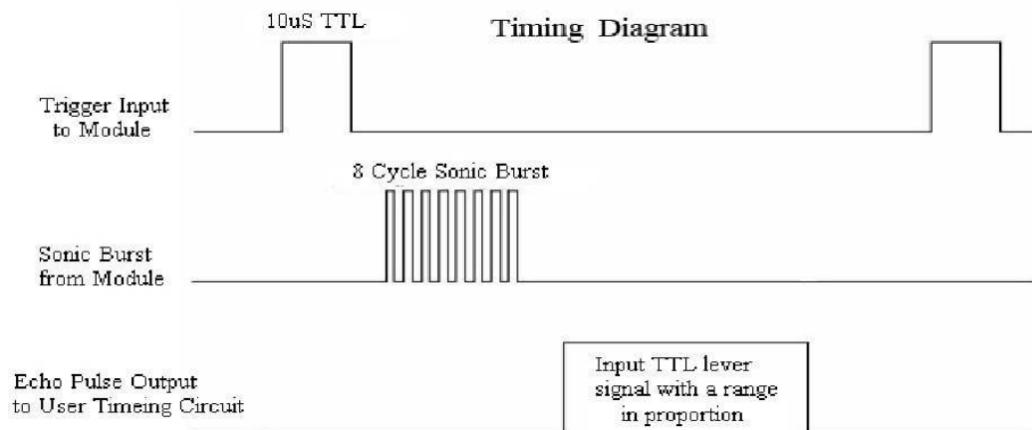 10uS TTL
Timing Diagram
Trigger Input
to Module
8 Cycle Sonic Burst
Sonic Burst
from Module
Echo Pulse Output
to User Timeing Circuit
Input TTL lever
signal with a range
in proportion